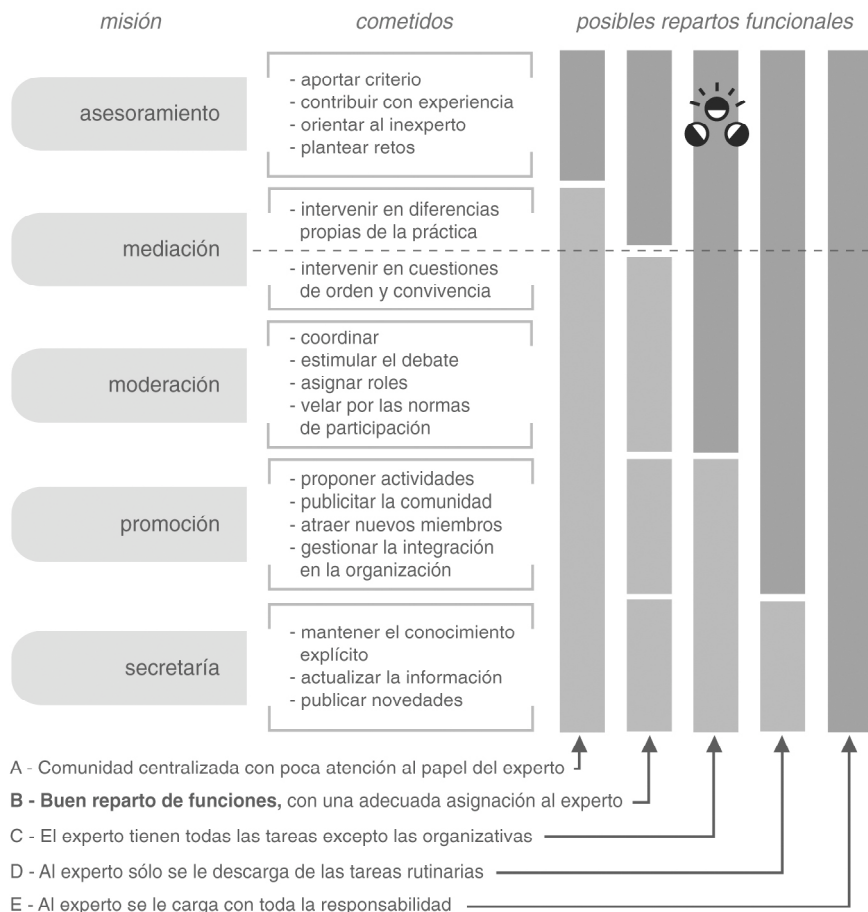 misión
cometidos
posibles repartos funcionales
asesoramiento
- aportar criterio
- contribuir con experiencia
- orientar al inexperto
- plantear retos
mediación
- intervenir en diferencias
propias de la práctica
- intervenir en cuestiones
de orden y convivencia
moderación
- coordinar
- estimular el debate
- asignar roles
- velar por las normas
de participación
promoción
- proponer actividades
- publicitar la comunidad
- atraer nuevos miembros
- gestionar la integración
en la organización
secretaría
- mantener el conocimiento
explícito
- actualizar la información
- publicar novedades
A - Comunidad centralizada con poca atención al papel del experto
B - Buen reparto de funciones, con una adecuada asignación al experto
C - El experto tienen todas las tareas excepto las organizativas
D - Al experto sólo se le descarga de las tareas rutinarias
E - Al experto se le carga con toda la responsabilidad